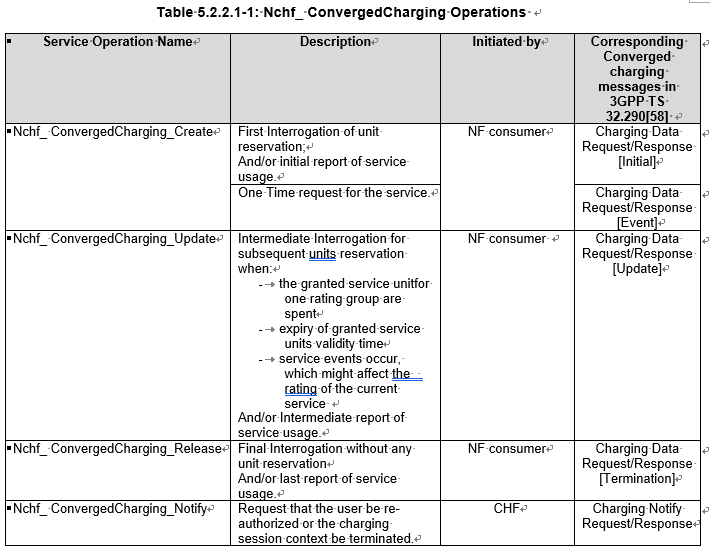 Table 5.2.2.1-1: Nchf_ ConvergedCharging Operations
Service Operation Name
Description
Initiated by
Corresponding
Converged
charging
messages in
3GPP TS
32.290[58]
Nchf_ ConvergedCharging_Create
First Interrogation of unit
reservation;
And/or initial report of service
usage.
NF consumer
Charging Data
Request/Response
[Initial]
One Time request for the service.
Charging Data
Request/Response
[Event]
Nchf_ ConvergedCharging_Update
Intermediate Interrogation for
subsequent units reservation
when:
- the granted service unitfor
one rating group are
spent
- expiry of granted service
units validity time
- service events occur,
which might affect the
rating of the current
service
And/or Intermediate report of
service usage.
NF consumer
Charging Data
Request/Response
[Update]
Nchf_ ConvergedCharging_Release
Final Interrogation without any
unit reservation
And/or last report of service
usage.
NF consumer
Charging Data
Request/Response
[Termination]
Nchf_ ConvergedCharging_Notify
Request that the user be re-
authorized or the charging
session context be terminated.
CHF
Charging Notify
Request/Response